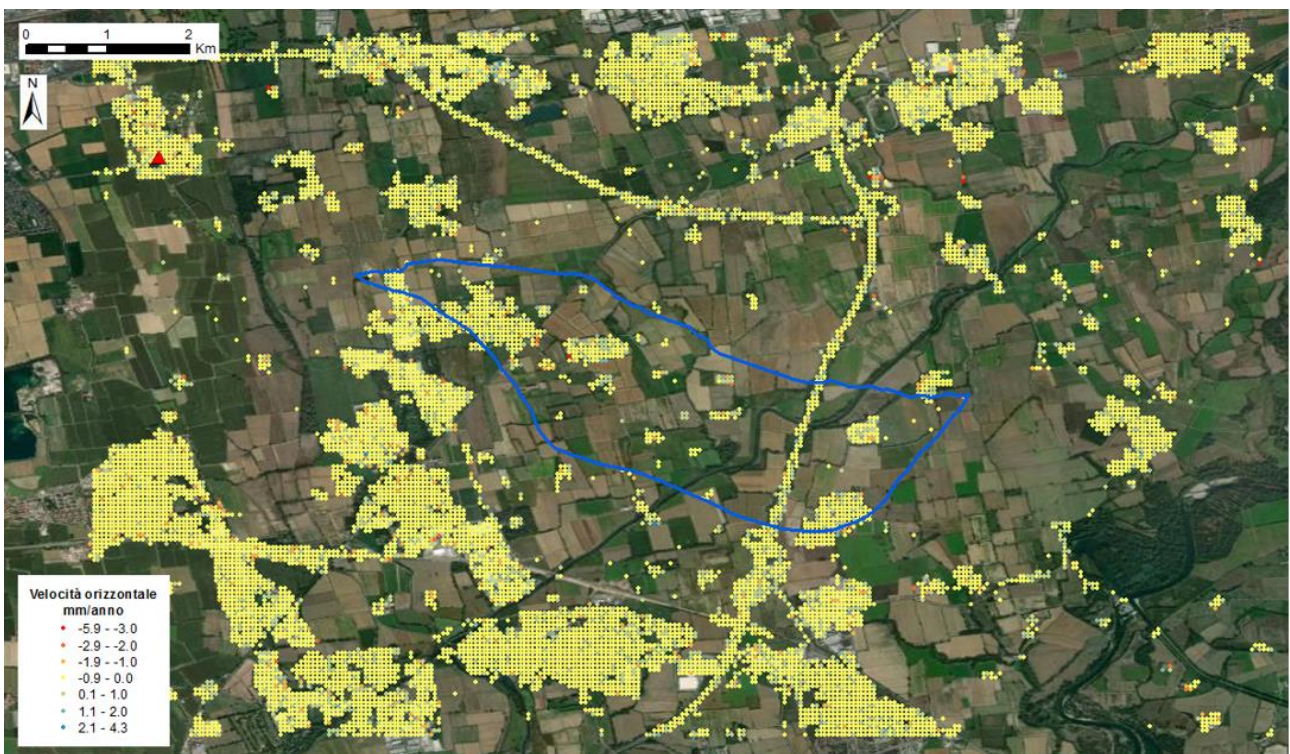 0 1 2
Km
N
Velocità orizzontale
mm/anno
-5.9 - -3.0
-2.9 - -2.0
-1.9 - -1.0
-0.9 - 0.0
0.1 - 1.0
1.1 - 2.0
2.1 - 4.3